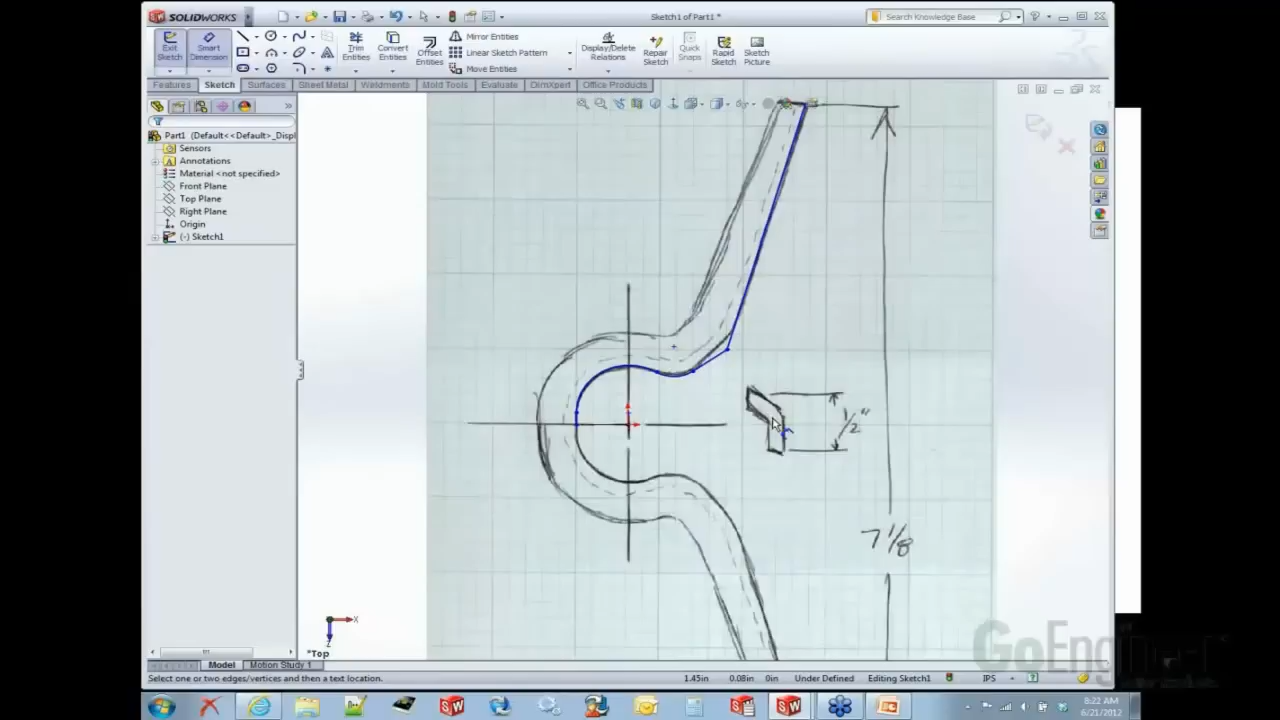 SOLIDWORKS
Sketch1 of Part1 *
Search Knowledge Base
Exit Sketch
Smart Dimension
Trim Entities
Convert Entities
Offset Entities
Mirror Entities
Linear Sketch Pattern
Move Entities
Display/Delete Relations
Repair Sketch
Quick Snaps
Rapid Sketch
Sketch Picture
Features
Sketch
Surfaces
Sheet Metal
Weldments
Mold Tools
Evaluate
DimXpert
Office Products
Part1 (Default<<Default>_Displ
Sensors
Annotations
Material <not specified>
Front Plane
Top Plane
Right Plane
Origin
(-) Sketch1
1/2"
7 1/8
X
Z
*Top
GoEngineer
Model
Motion Study 1
Select one or two edges/vertices and then a text location.
1.45in
0.08in
0in
Under Defined
Editing Sketch1
IPS
8:22 AM
6/21/2012